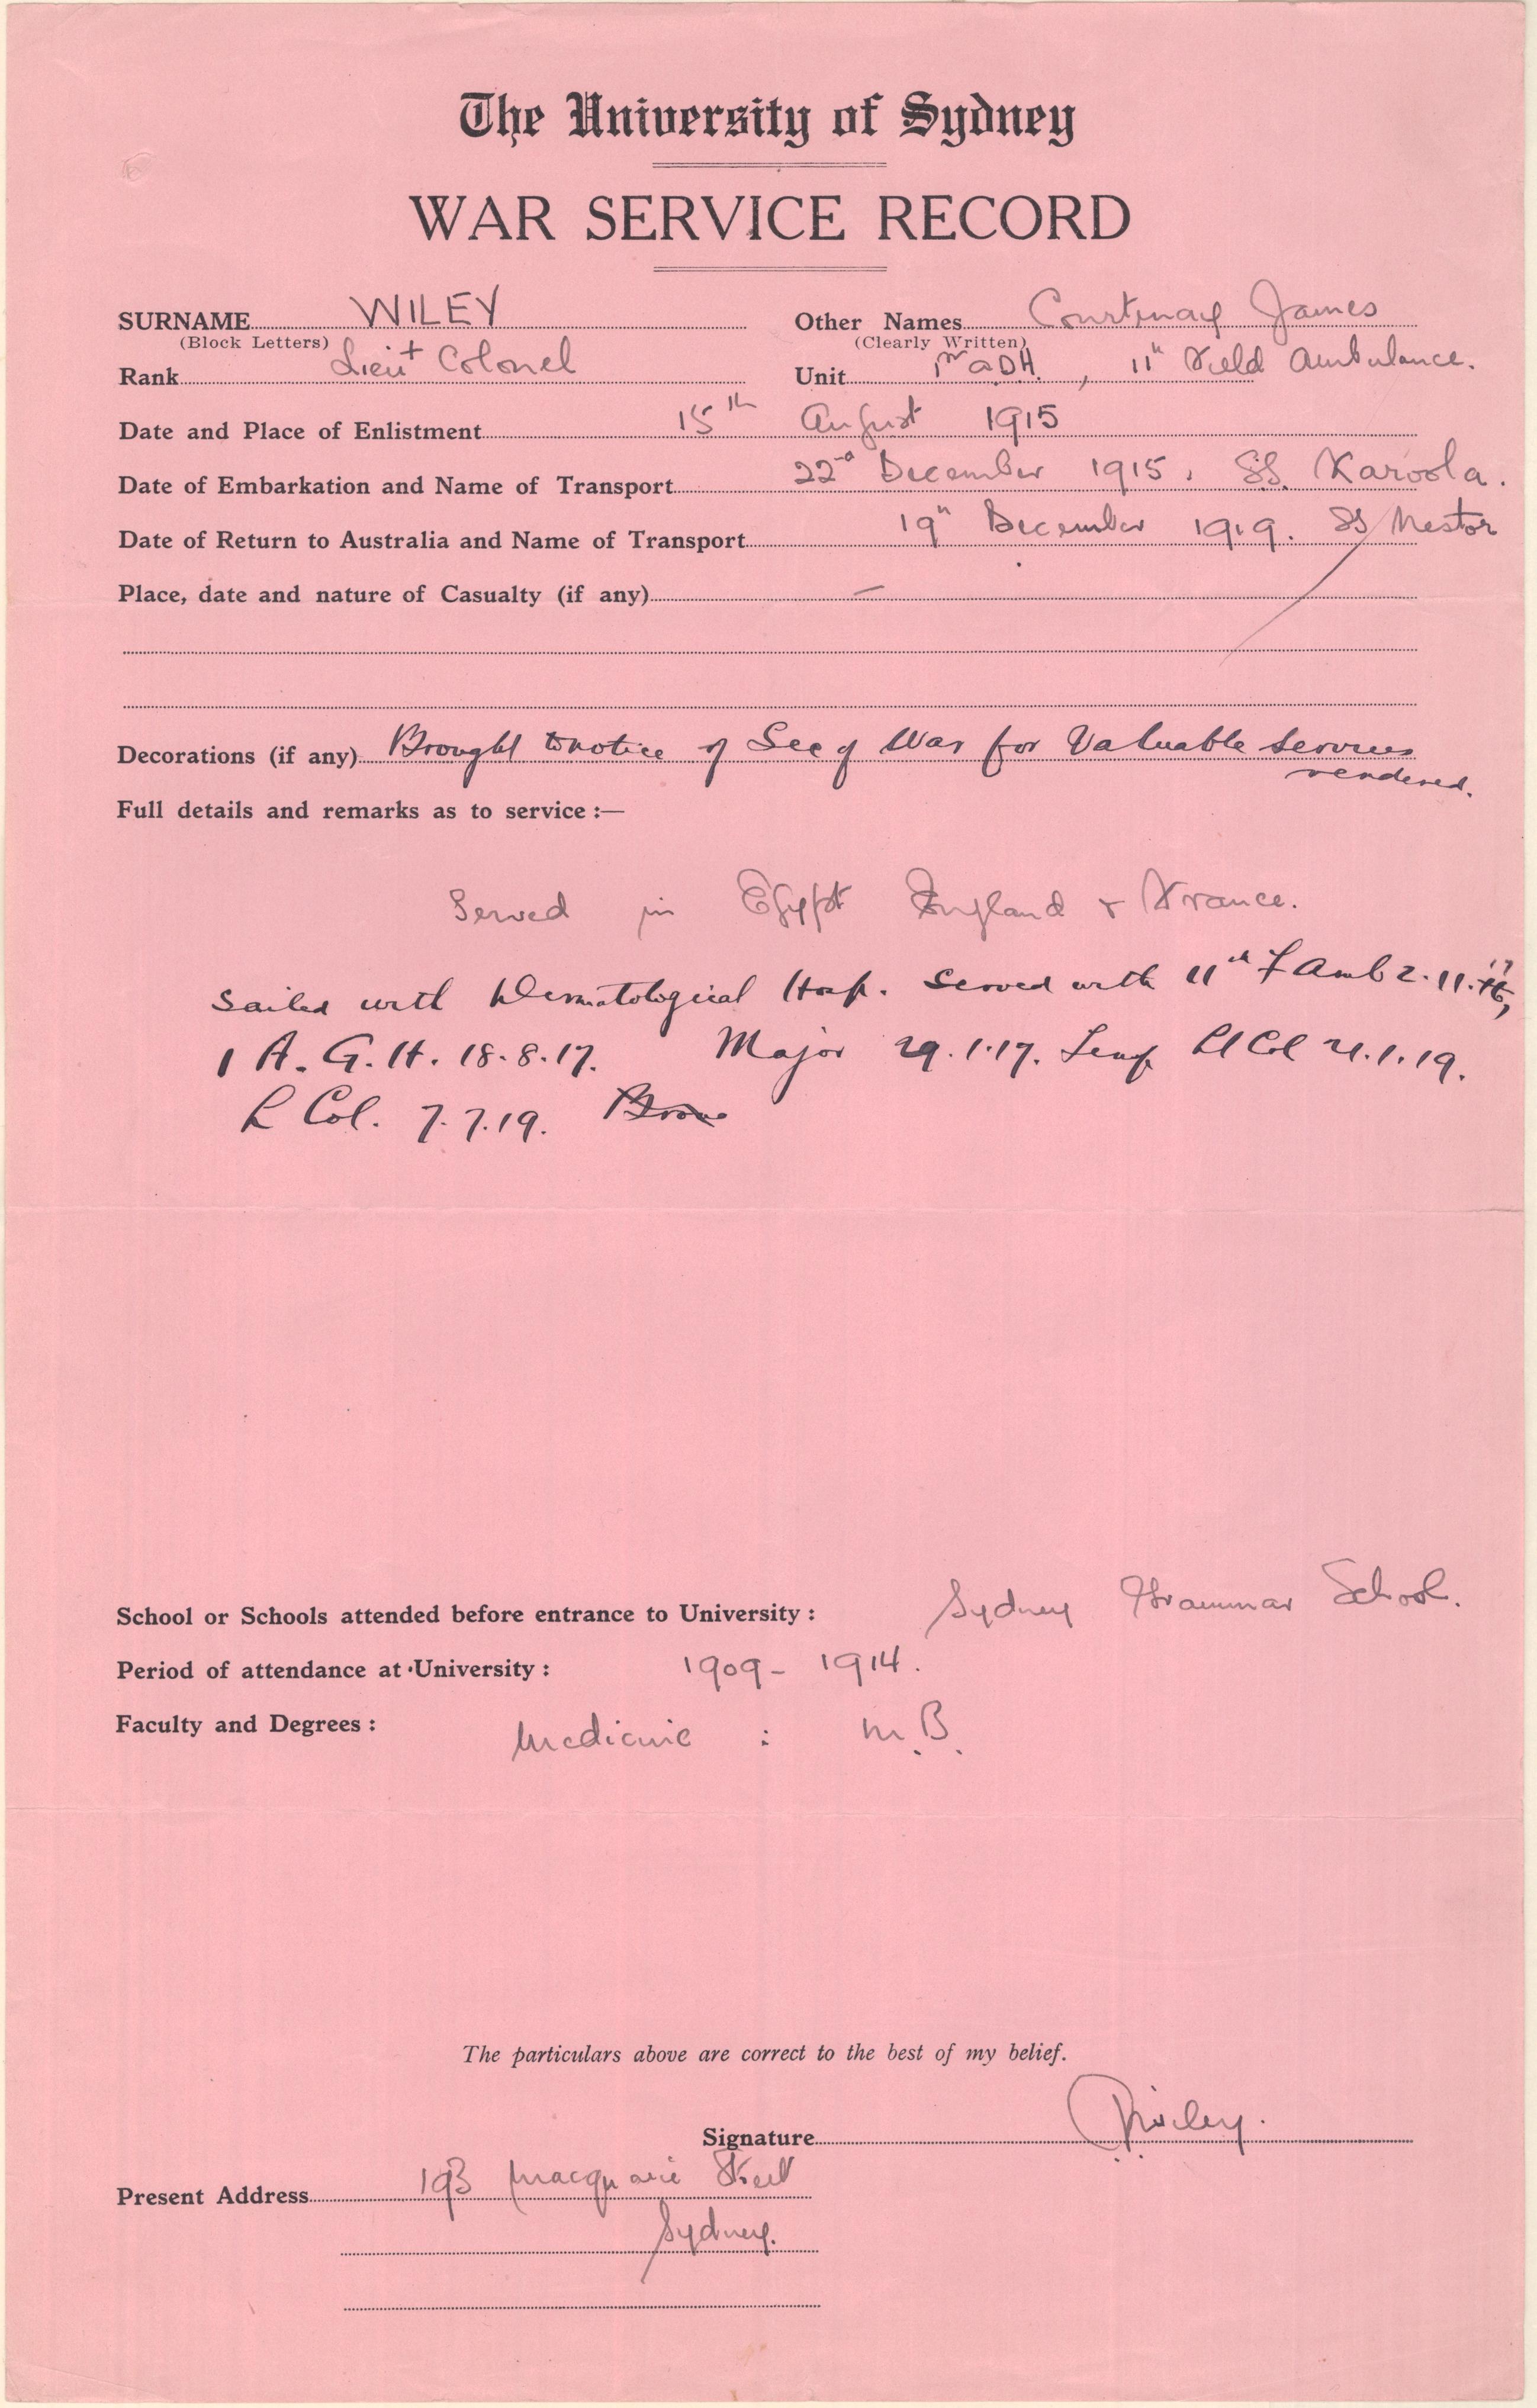 The University of Sydney
WAR SERVICE RECORD
SURNAME WILEY Other Names Courtenay James
(Block Letters) (Clearly Written)
Rank Lieut Colonel Unit ADH, 11th Field Ambulance.
Date and Place of Enlistment 15th August 1915
Date of Embarkation and Name of Transport 22nd December 1915. SS. Karoola.
Date of Return to Australia and Name of Transport 19th December 1919. SS Nestor
Place, date and nature of Casualty (if any) —
Decorations (if any) Brought to notice of Sec of War for Valuable Services
rendered.
Full details and remarks as to service :—
Served in Egypt England & France.
Sailed with Dermatological Hosp. Served with 11th F Amb 2.11.17,
1 A.G.H. 18.8.17. Major 29.1.17. Temp Lt Col 21.1.19.
Lt Col. 7.7.19.
School or Schools attended before entrance to University : Sydney Grammar School.
Period of attendance at University : 1909 - 1914.
Faculty and Degrees : Medicine : M.B.
The particulars above are correct to the best of my belief.
Signature Wiley.
Present Address 193 Macquarie Street
Sydney.